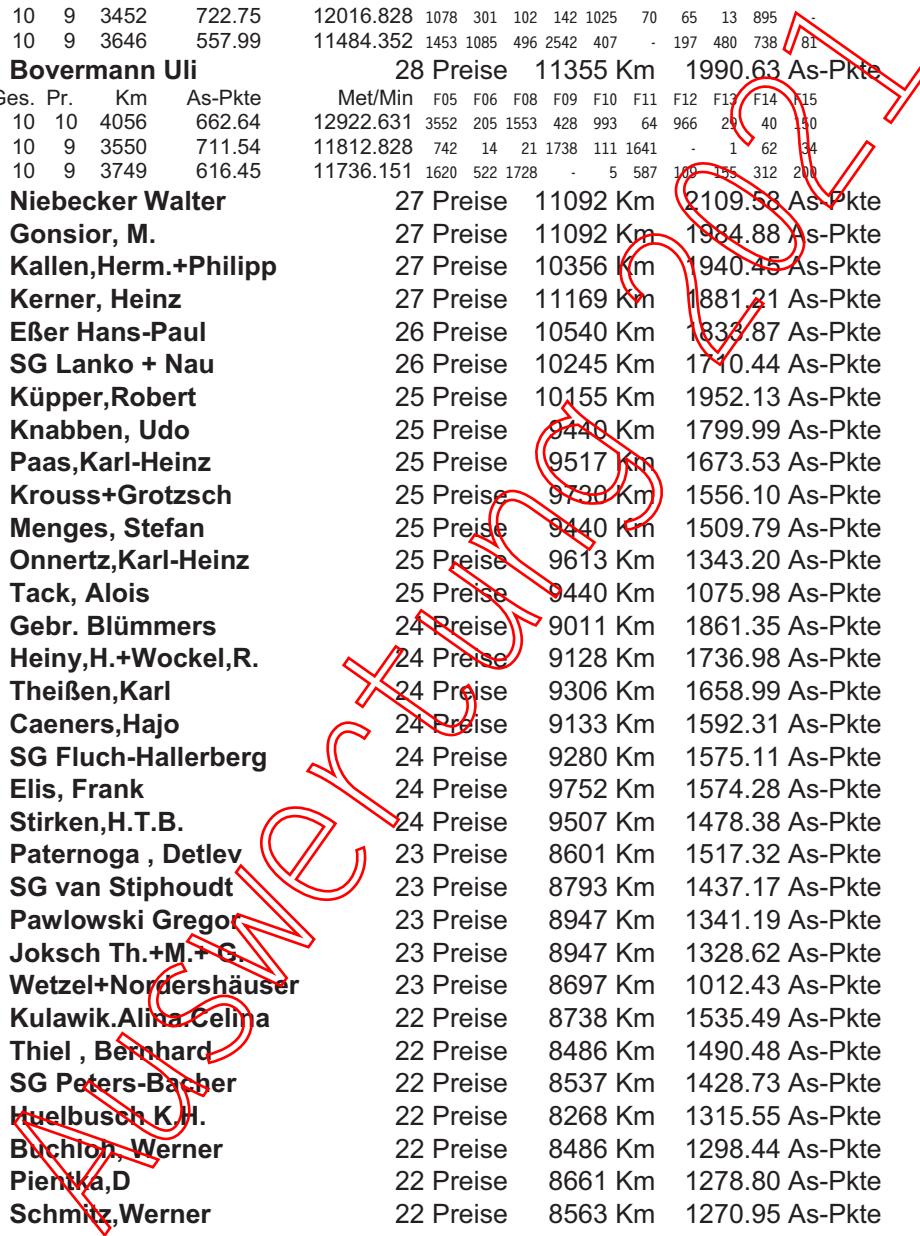 10 9 3452 722.75 12016.828 1078 301 102 142 1025 70 65 13 895 -
10 9 3646 557.99 11484.352 1453 1085 496 2542 407 - 197 480 738 81
Bovermann Uli 28 Preise 11355 Km 1990.63 As-Pkte
Ges. Pr. Km As-Pkte Met/Min F05 F06 F08 F09 F10 F11 F12 F13 F14 F15
10 10 4056 662.64 12922.631 3552 205 1553 428 993 64 966 29 40 150
10 9 3550 711.54 11812.828 742 14 21 1738 111 1641 - 1 62 34
10 9 3749 616.45 11736.151 1620 522 1728 - 5 587 109 155 312 200
Niebecker Walter 27 Preise 11092 Km 2109.58 As-Pkte
Gonsior, M. 27 Preise 11092 Km 1984.88 As-Pkte
Kallen,Herm.+Philipp 27 Preise 10356 Km 1940.45 As-Pkte
Kerner, Heinz 27 Preise 11169 Km 1881.21 As-Pkte
Eßer Hans-Paul 26 Preise 10540 Km 1833.87 As-Pkte
SG Lanko + Nau 26 Preise 10245 Km 1710.44 As-Pkte
Küpper,Robert 25 Preise 10155 Km 1952.13 As-Pkte
Knabben, Udo 25 Preise 9440 Km 1799.99 As-Pkte
Paas,Karl-Heinz 25 Preise 9517 Km 1673.53 As-Pkte
Krouss+Grotzsch 25 Preise 9730 Km 1556.10 As-Pkte
Menges, Stefan 25 Preise 9440 Km 1509.79 As-Pkte
Onnertz,Karl-Heinz 25 Preise 9613 Km 1343.20 As-Pkte
Tack, Alois 25 Preise 9440 Km 1075.98 As-Pkte
Gebr. Blümmers 24 Preise 9011 Km 1861.35 As-Pkte
Heiny,H.+Wockel,R. 24 Preise 9128 Km 1736.98 As-Pkte
Theißen,Karl 24 Preise 9306 Km 1658.99 As-Pkte
Caeners,Hajo 24 Preise 9133 Km 1592.31 As-Pkte
SG Fluch-Hallerberg 24 Preise 9280 Km 1575.11 As-Pkte
Elis, Frank 24 Preise 9752 Km 1574.28 As-Pkte
Stirken,H.T.B. 24 Preise 9507 Km 1478.38 As-Pkte
Paternoga , Detlev 23 Preise 8601 Km 1517.32 As-Pkte
SG van Stiphoudt 23 Preise 8793 Km 1437.17 As-Pkte
Pawlowski Gregor 23 Preise 8947 Km 1341.19 As-Pkte
Joksch Th.+M.+ G. 23 Preise 8947 Km 1328.62 As-Pkte
Wetzel+Nordershäuser 23 Preise 8697 Km 1012.43 As-Pkte
Kulawik.Alina.Celina 22 Preise 8738 Km 1535.49 As-Pkte
Thiel , Bernhard 22 Preise 8486 Km 1490.48 As-Pkte
SG Peters-Bacher 22 Preise 8537 Km 1428.73 As-Pkte
Huelbusch K.H. 22 Preise 8268 Km 1315.55 As-Pkte
Buchloh, Werner 22 Preise 8486 Km 1298.44 As-Pkte
Pientka,D 22 Preise 8661 Km 1278.80 As-Pkte
Schmitz,Werner 22 Preise 8563 Km 1270.95 As-Pkte
Auswertung 2021